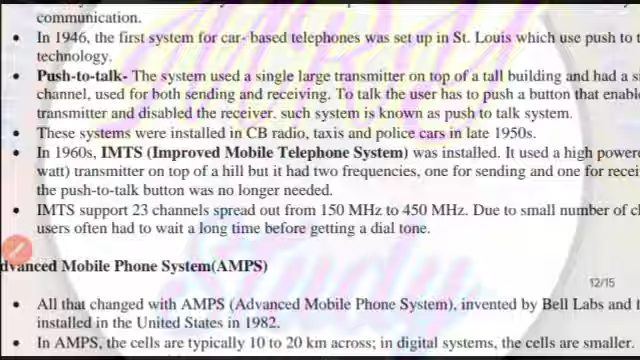 communication.
• In 1946, the first system for car- based telephones was set up in St. Louis which use push to
technology.
• Push-to-talk- The system used a single large transmitter on top of a tall building and had a
channel, used for both sending and receiving. To talk the user has to push a button that
transmitter and disabled the receiver. such system is known as push to talk system.
• These systems were installed in CB radio, taxis and police cars in late 1950s.
• In 1960s, IMTS (Improved Mobile Telephone System) was installed. It used a high
watt) transmitter on top of a hill but it had two frequencies, one for sending and one for
the push-to-talk button was no longer needed.
• IMTS support 23 channels spread out from 150 MHz to 450 MHz. Due to small number of
users often had to wait a long time before getting a dial tone.
dvanced Mobile Phone System(AMPS)
12/15
• All that changed with AMPS (Advanced Mobile Phone System), invented by Bell Labs and
installed in the United States in 1982.
• In AMPS, the cells are typically 10 to 20 km across; in digital systems, the cells are smaller.
Study